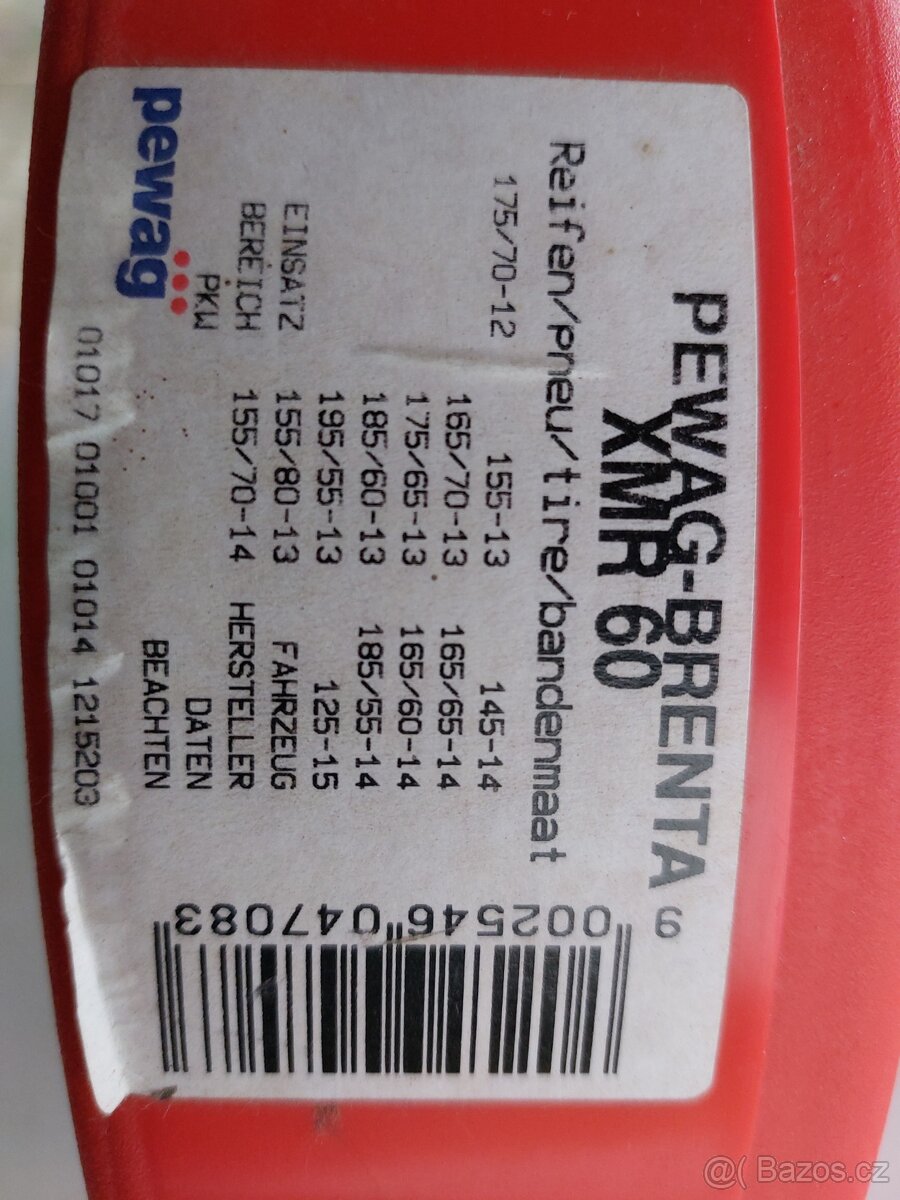 PEWAG-BRENTA
XMR 60
Reifen/pneu/tire/bandenmaat
175/70-12 155-13 145-14
165/70-13 165/65-14
175/65-13 165/60-14
185/60-13 185/55-14
195/55-13 125-15
EINSATZ 155/80-13 FAHRZEUG
BEREICH 155/70-14 HERSTELLER
PKW DATEN
BEACHTEN
pewag
01017 01001 01014 1215203
9 002546 047083
@( Bazos.cz